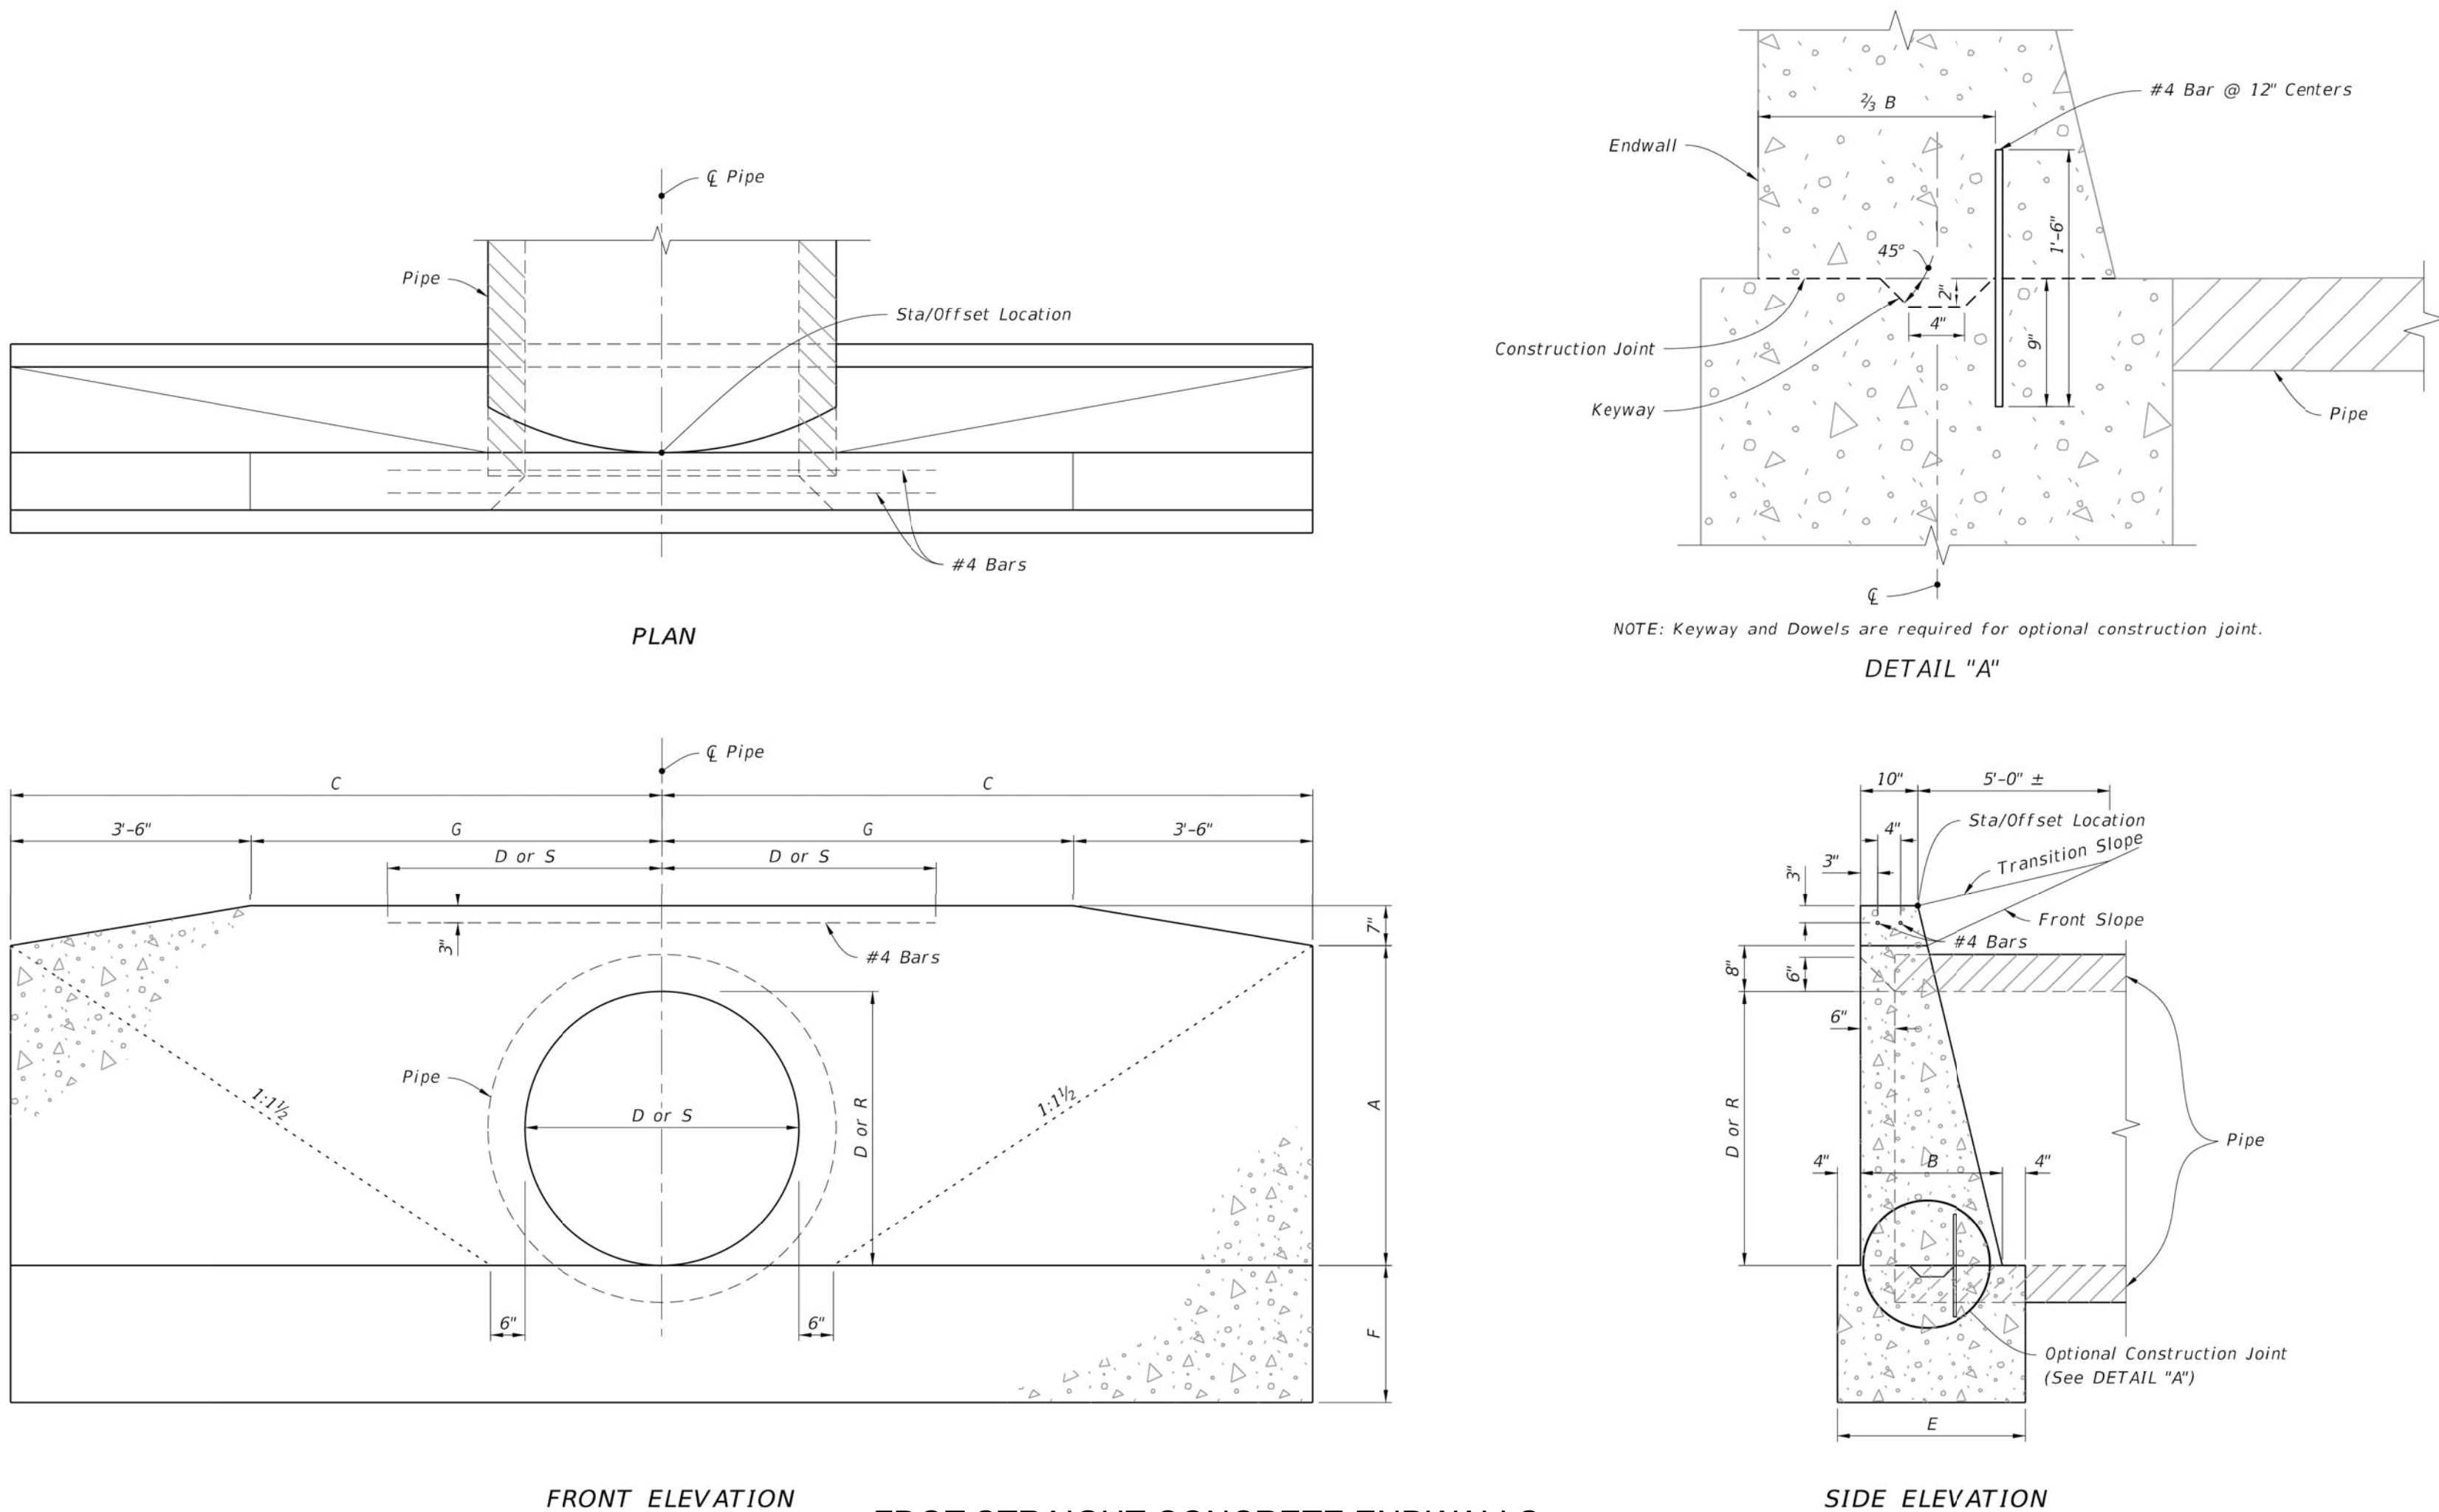 ℄ Pipe
Pipe
Sta/Offset Location
#4 Bars
PLAN
⅔ B
#4 Bar @ 12" Centers
Endwall
45°
1'-6"
2"
4"
9"
Construction Joint
Keyway
Pipe
℄
NOTE: Keyway and Dowels are required for optional construction joint.
DETAIL "A"
℄ Pipe
C
C
3'-6"
G
G
3'-6"
D or S
D or S
3"
#4 Bars
7"
Pipe
1:1½
1:1½
D or S
D or R
A
6"
6"
F
FRONT ELEVATION
10"
5'-0" ±
Sta/Offset Location
4"
Transition Slope
3"
3"
Front Slope
#4 Bars
8"
6"
6"
D or R
Pipe
4"
B
4"
Optional Construction Joint
(See DETAIL "A")
E
SIDE ELEVATION